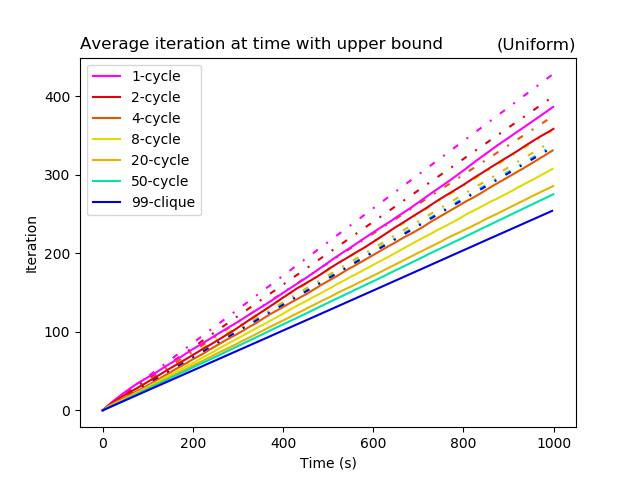 Average iteration at time with upper bound (Uniform)
1-cycle
2-cycle
4-cycle
8-cycle
20-cycle
50-cycle
99-clique
Iteration
400
300
200
100
0
0 200 400 600 800 1000
Time (s)